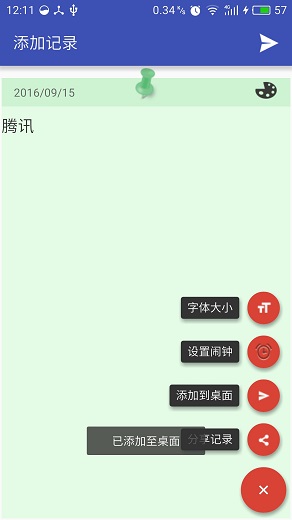 12:11 0.34 ⁴ᴳ 57
添加记录
2016/09/15
腾讯
字体大小
设置闹钟
添加到桌面
已添加至桌面
分享记录